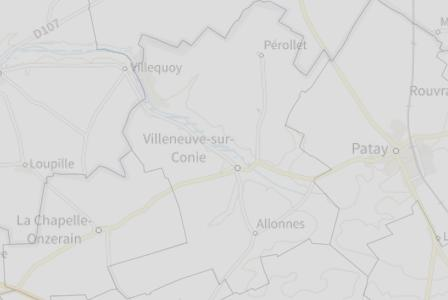 D107
Pérollet
Villequoy
Rouvra
Villeneuve-sur-
Conie
Patay
Loupille
La Chapelle-
Onzerain
Allonnes
e
L